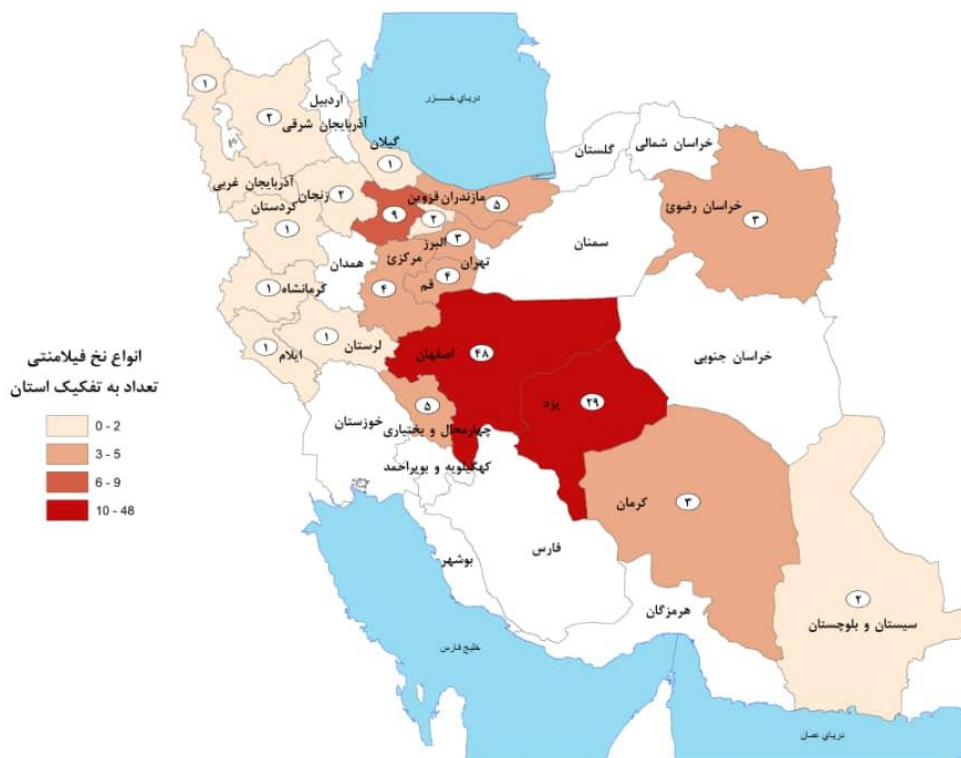 دریای خـــزر
۱
اردبیل
۲
آذربایجان شرقی
گیلان
۱
گلستان
خراسان شمالی
آذربایجان غربی
زنجان
۲
مازندران
قزوین
۵
۹
۲
خراسان رضوی
۳
کردستان
۱
البرز
۳
سمنان
همدان
مرکزی
تهران
۴
قم
۴
کرمانشاه
۱
ایلام
۱
لرستان
۱
اصفهان
۴۸
خراسان جنوبی
یزد
۲۹
۵
چهارمحال و بختیاری
خوزستان
کهگیلویه و بویراحمد
کرمان
۳
فارس
بوشهر
هرمزگان
۲
سیستان و بلوچستان
خلیج فارس
دریای عمان
انواع نخ فیلامنتی
تعداد به تفکیک استان
0 - 2
3 - 5
6 - 9
10 - 48